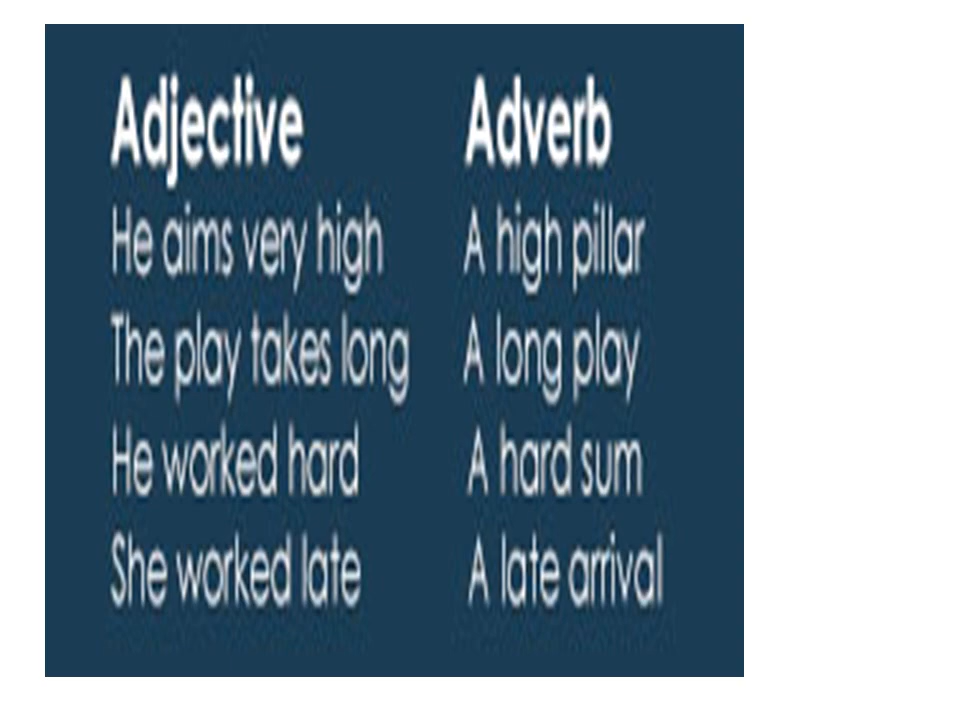 Adjective Adverb
He aims very high A high pillar
The play takes long A long play
He worked hard A hard sum
She worked late A late arrival